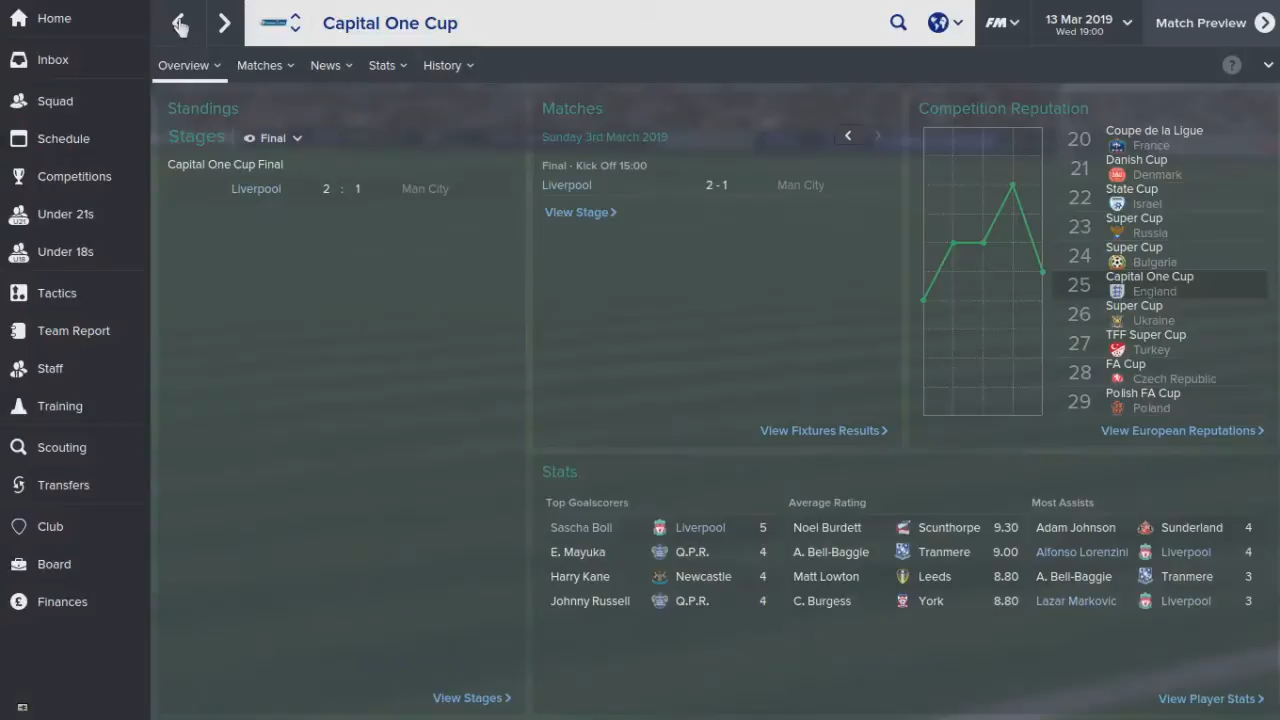 Home
Inbox
Squad
Schedule
Competitions
Under 21s
Under 18s
Tactics
Team Report
Staff
Training
Scouting
Transfers
Club
Board
Finances
Capital One Cup
FM
13 Mar 2019
Wed 19:00
Match Preview
Overview
Matches
News
Stats
History
?
Standings
Stages
Final
Capital One Cup Final
Liverpool 2 : 1 Man City
View Stages
Matches
Sunday 3rd March 2019
Final - Kick Off 15:00
Liverpool 2 - 1 Man City
View Stage
View Fixtures Results
Competition Reputation
20 Coupe de la Ligue
France
21 Danish Cup
Denmark
22 State Cup
Israel
23 Super Cup
Russia
24 Super Cup
Bulgaria
25 Capital One Cup
England
26 Super Cup
Ukraine
27 TFF Super Cup
Turkey
28 FA Cup
Czech Republic
29 Polish FA Cup
Poland
View European Reputations
Stats
Top Goalscorers
Sascha Boll Liverpool 5
E. Mayuka Q.P.R. 4
Harry Kane Newcastle 4
Johnny Russell Q.P.R. 4
Average Rating
Noel Burdett Scunthorpe 9.30
A. Bell-Baggie Tranmere 9.00
Matt Lowton Leeds 8.80
C. Burgess York 8.80
Most Assists
Adam Johnson Sunderland 4
Alfonso Lorenzini Liverpool 4
A. Bell-Baggie Tranmere 3
Lazar Markovic Liverpool 3
View Player Stats